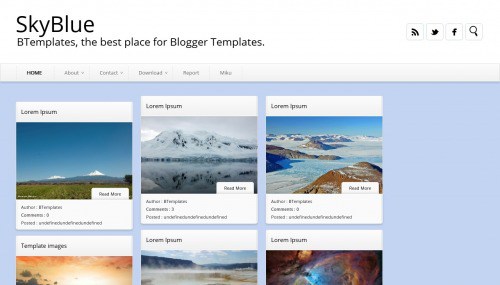 SkyBlue
BTemplates, the best place for Blogger Templates.
HOME About Contact Download Report Miku
Lorem Ipsum
Read More
Author : BTemplates
Comments : 0
Posted : undefinedundefinedundefined)
Template images
Lorem Ipsum
Read More
Author : BTemplates
Comments : 3
Posted : undefinedundefinedundefined)
Lorem Ipsum
Lorem Ipsum
Read More
Author : BTemplates
Comments : 0
Posted : undefinedundefinedundefined)
Lorem Ipsum